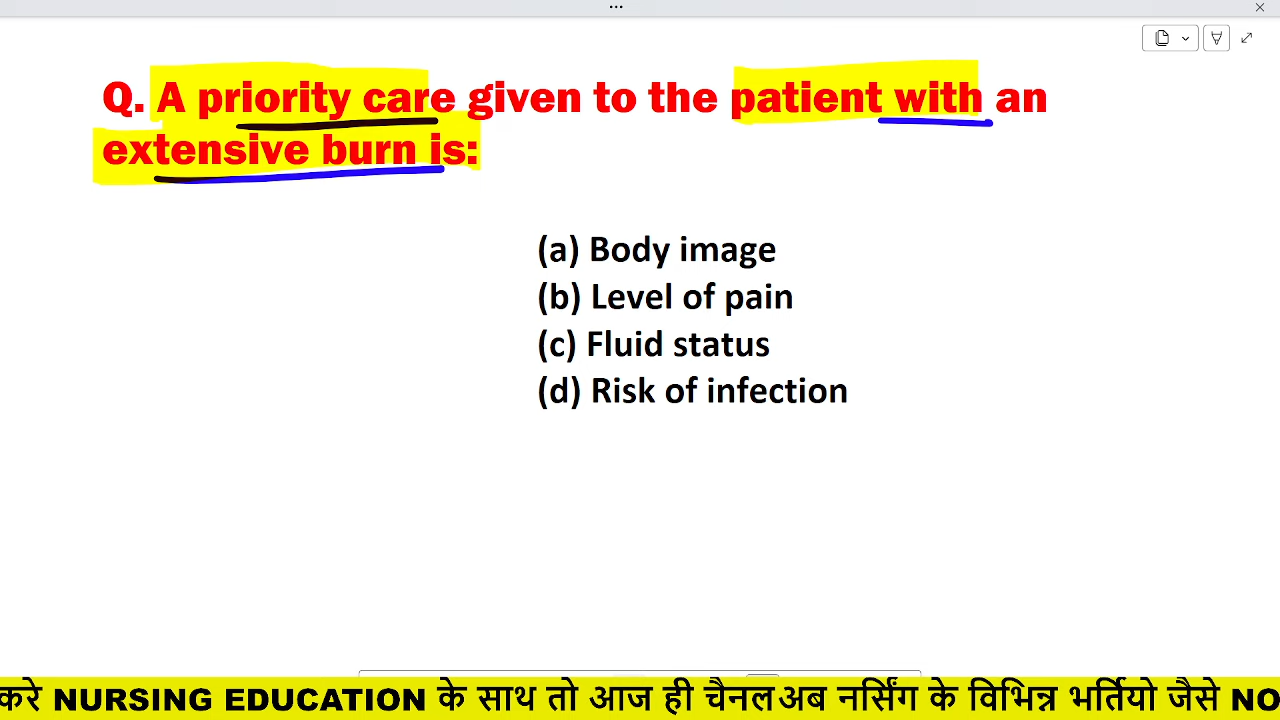 Q. A priority care given to the patient with an
extensive burn is:
(a) Body image
(b) Level of pain
(c) Fluid status
(d) Risk of infection
करे NURSING EDUCATION के साथ तो आज ही चैनलअब नर्सिंग के विभिन्न भर्तियो जैसे NO